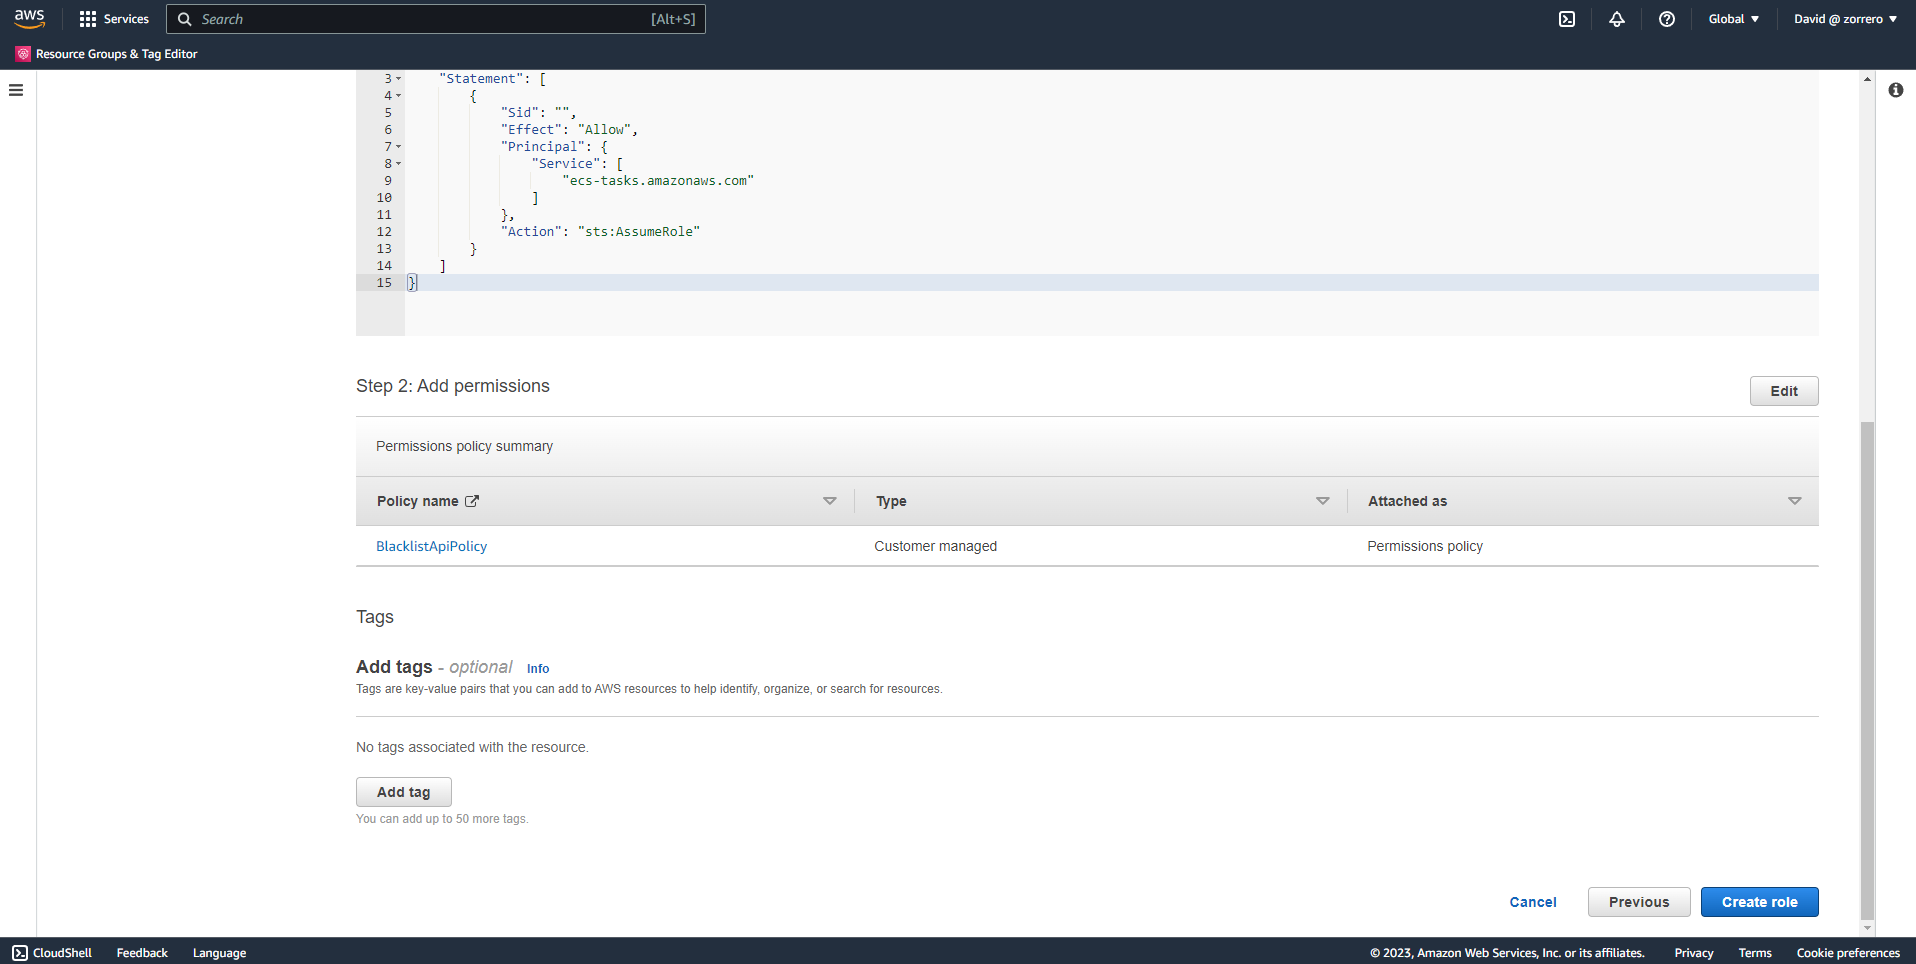 aws
Services
Search
[Alt+S]
Global
David @ zorrero
Resource Groups & Tag Editor
3
"Statement": [
4
{
5
"Sid": "",
6
"Effect": "Allow",
7
"Principal": {
8
"Service": [
9
"ecs-tasks.amazonaws.com"
10
]
11
},
12
"Action": "sts:AssumeRole"
13
}
14
]
15
}
Step 2: Add permissions
Edit
Permissions policy summary
Policy name
Type
Attached as
BlacklistApiPolicy
Customer managed
Permissions policy
Tags
Add tags - optional Info
Tags are key-value pairs that you can add to AWS resources to help identify, organize, or search for resources.
No tags associated with the resource.
Add tag
You can add up to 50 more tags.
Cancel
Previous
Create role
CloudShell
Feedback
Language
© 2023, Amazon Web Services, Inc. or its affiliates.
Privacy
Terms
Cookie preferences